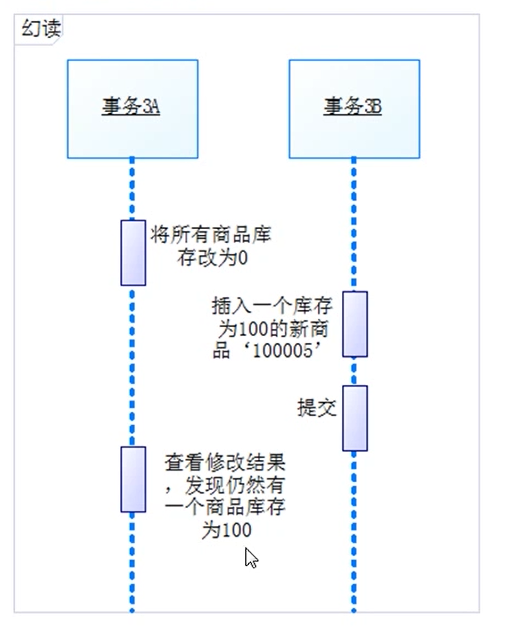 幻读
事务3A
事务3B
将所有商品库
存改为0
插入一个库存
为100的新商
品‘100005’
提交
查看修改结果
，发现仍然有
一个商品库存
为100